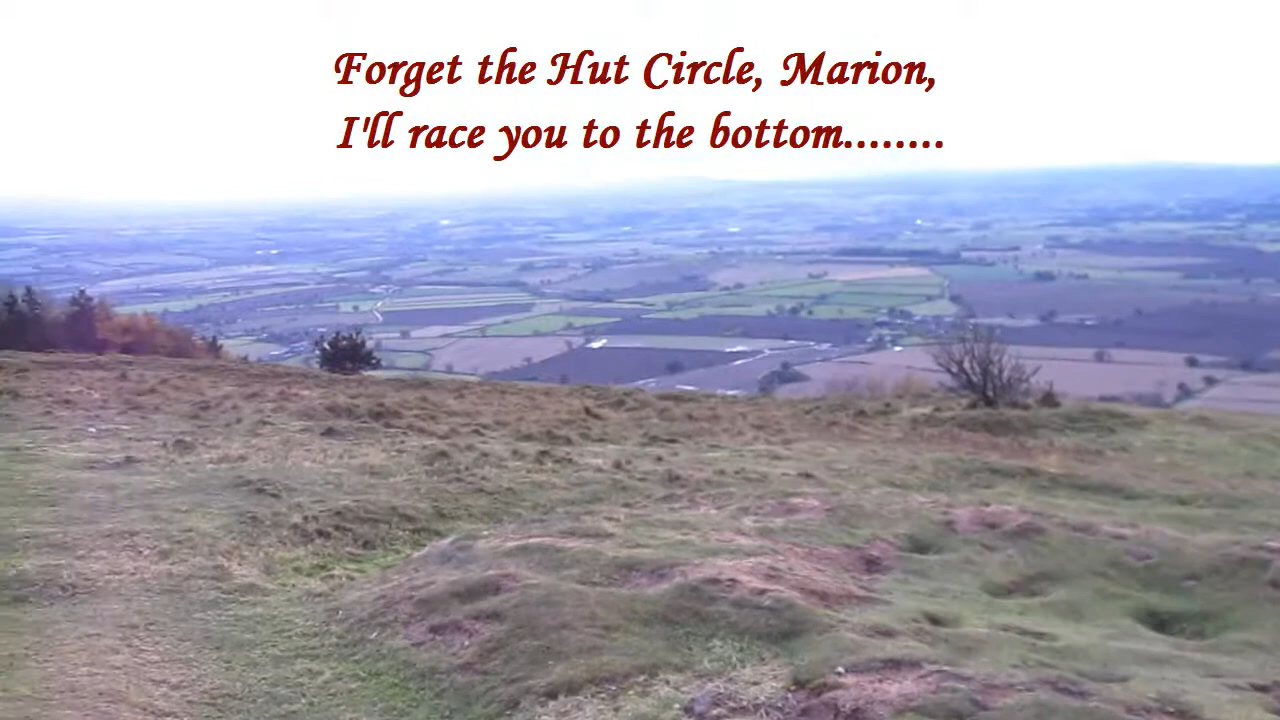 Forget the Hut Circle, Marion,
I'll race you to the bottom........